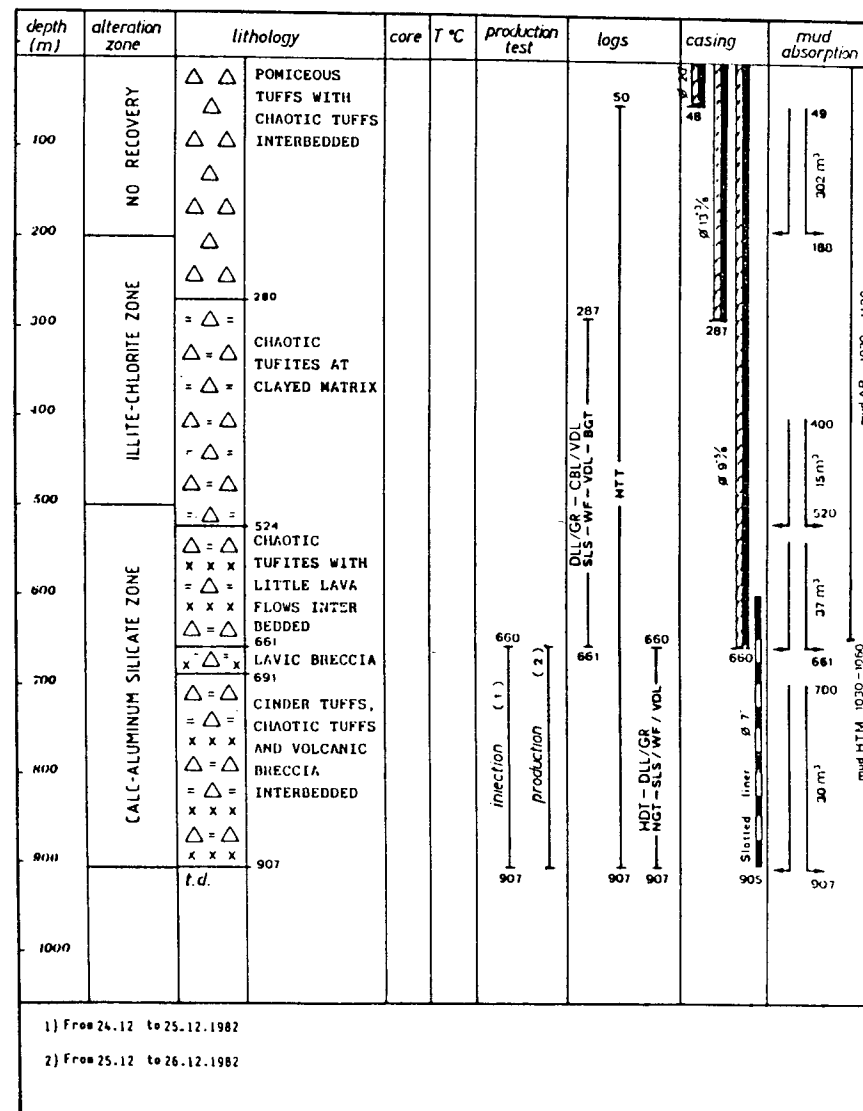 depth (m)
alteration zone
lithology
core
T °C
production test
logs
casing
mud absorption
100
200
300
400
500
600
700
800
900
1000
NO RECOVERY
ILLITE-CHLORITE ZONE
CALC-ALUMINUM SILICATE ZONE
POMICEOUS
TUFFS WITH
CHAOTIC TUFFS
INTERBEDDED
280
CHAOTIC
TUFITES AT
CLAYED MATRIX
524
CHAOTIC
TUFITES WITH
LITTLE LAVA
FLOWS INTER
BEDDED
661
LAVIC BRECCIA
691
CINDER TUFFS,
CHAOTIC TUFFS
AND VOLCANIC
BRECCIA
INTERBEDDED
907
t.d.
660
injection (1)
production (2)
907
287
DLL/GR – CBL/VDL
SLS – WF – VDL – BGT
661
50
HTT
907
660
HDT – DLL/GR
NGT – SLS / WF / VDL
907
48
Ø 13 3/8
287
Ø 9 5/8
660
Slotted liner Ø 7"
905
49
302 m³
188
400
15 m³
520
37 m³
661
700
30 m³
907
mud HTM 1030-1060
1) From 24.12 to 25.12.1982
2) From 25.12 to 26.12.1982